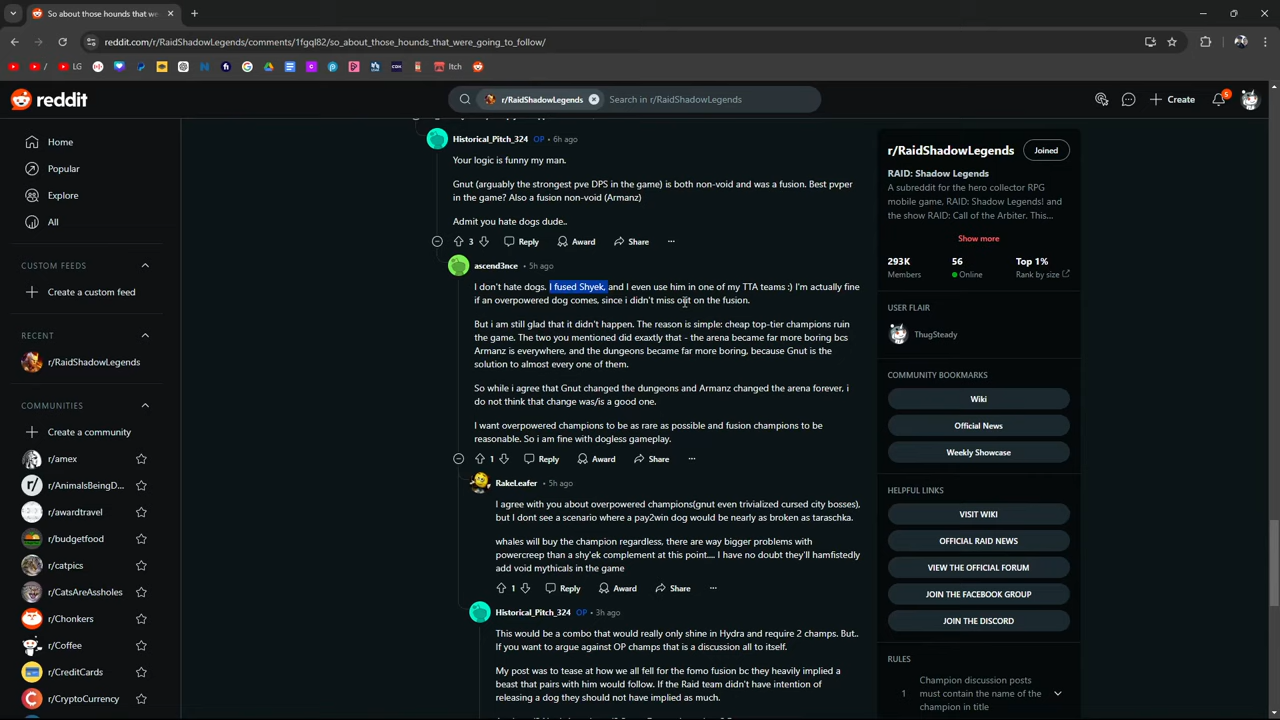 So about those hounds that we
reddit.com/r/RaidShadowLegends/comments/1fgql82/so_about_those_hounds_that_were_going_to_follow/
/
LG
Itch
reddit
r/RaidShadowLegends
Search in r/RaidShadowLegends
Create
5
Home
Popular
Explore
All
CUSTOM FEEDS
Create a custom feed
RECENT
r/RaidShadowLegends
COMMUNITIES
Create a community
r/amex
r/AnimalsBeingD...
r/awardtravel
r/budgetfood
r/catpics
r/CatsAreAssholes
r/Chonkers
r/Coffee
r/CreditCards
r/CryptoCurrency
Historical_Pitch_324 OP • 6h ago
Your logic is funny my man.
Gnut (arguably the strongest pve DPS in the game) is both non-void and was a fusion. Best pvper
in the game? Also a fusion non-void (Armanz)
Admit you hate dogs dude..
3 Reply Award Share ...
ascend3nce • 5h ago
I don't hate dogs. I fused Shyek, and I even use him in one of my TTA teams :) I'm actually fine
if an overpowered dog comes, since i didn't miss out on the fusion.
But i am still glad that it didn't happen. The reason is simple: cheap top-tier champions ruin
the game. The two you mentioned did exaxtly that - the arena became far more boring bcs
Armanz is everywhere, and the dungeons became far more boring, because Gnut is the
solution to almost every one of them.
So while i agree that Gnut changed the dungeons and Armanz changed the arena forever, i
do not think that change was/is a good one.
I want overpowered champions to be as rare as possible and fusion champions to be
reasonable. So i am fine with dogless gameplay.
1 Reply Award Share ...
RakeLeafer • 5h ago
I agree with you about overpowered champions(gnut even trivialized cursed city bosses),
but I dont see a scenario where a pay2win dog would be nearly as broken as taraschka.
whales will buy the champion regardless, there are way bigger problems with
powercreep than a shy'ek complement at this point.... I have no doubt they'll hamfistedly
add void mythicals in the game
1 Reply Award Share ...
Historical_Pitch_324 OP • 3h ago
This would be a combo that would really only shine in Hydra and require 2 champs. But..
If you want to argue against OP champs that is a discussion all to itself.
My post was to tease at how we all fell for the fomo fusion bc they heavily implied a
beast that pairs with him would follow. If the Raid team didn't have intention of
releasing a dog they should not have implied as much.
r/RaidShadowLegends
Joined
RAID: Shadow Legends
A subreddit for the hero collector RPG
mobile game, RAID: Shadow Legends! and
the show RAID: Call of the Arbiter. This...
Show more
293K 56 Top 1%
Members Online Rank by size
USER FLAIR
ThugSteady
COMMUNITY BOOKMARKS
Wiki
Official News
Weekly Showcase
HELPFUL LINKS
VISIT WIKI
OFFICIAL RAID NEWS
VIEW THE OFFICIAL FORUM
JOIN THE FACEBOOK GROUP
JOIN THE DISCORD
RULES
1 Champion discussion posts
must contain the name of the
champion in title